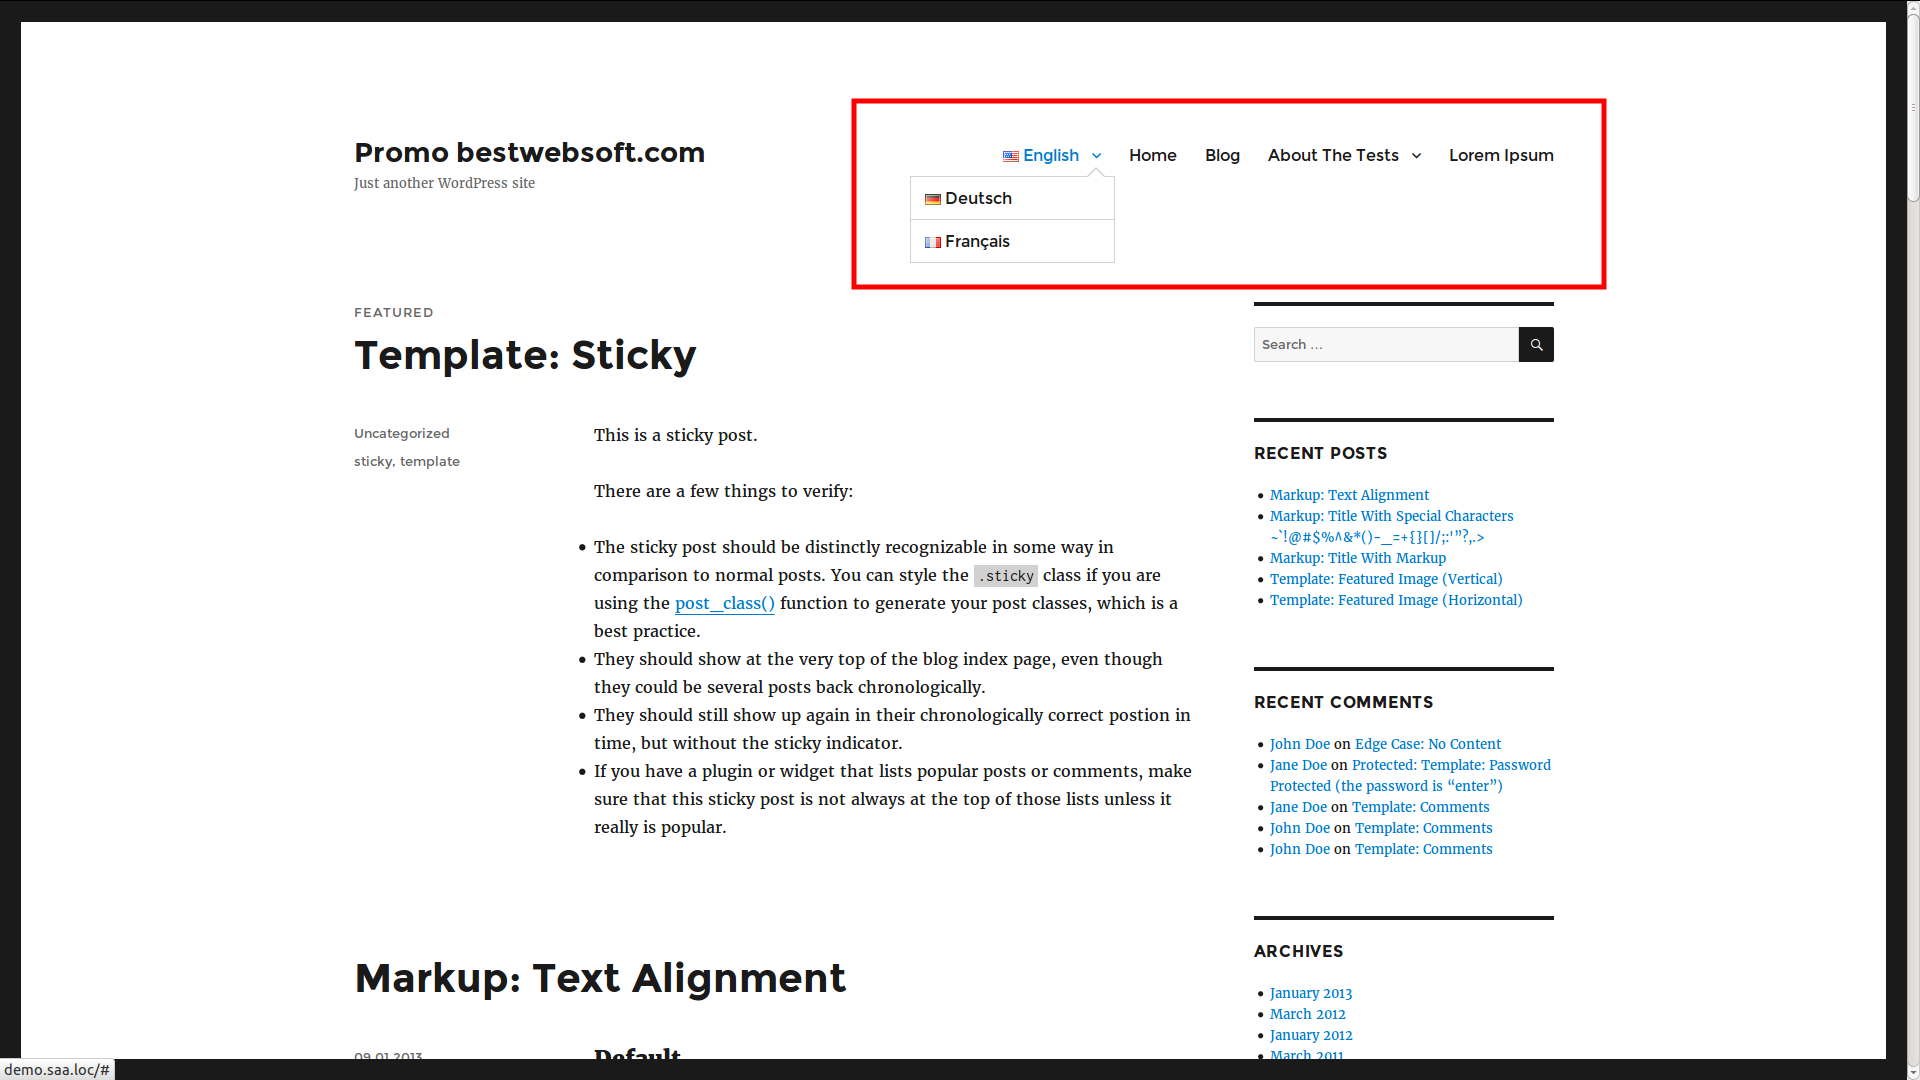 Promo bestwebsoft.com
Just another WordPress site
English
Home
Blog
About The Tests
Lorem Ipsum
Deutsch
Français
FEATURED
Template: Sticky
Uncategorized
sticky, template
This is a sticky post.
There are a few things to verify:
The sticky post should be distinctly recognizable in some way in
comparison to normal posts. You can style the .sticky class if you are
using the post_class() function to generate your post classes, which is a
best practice.
They should show at the very top of the blog index page, even though
they could be several posts back chronologically.
They should still show up again in their chronologically correct postion in
time, but without the sticky indicator.
If you have a plugin or widget that lists popular posts or comments, make
sure that this sticky post is not always at the top of those lists unless it
really is popular.
Markup: Text Alignment
09.01.2013
Default
Search …
RECENT POSTS
Markup: Text Alignment
Markup: Title With Special Characters
~`!@#$%^&*()-_=+{}[]/;:'”?,.>
Markup: Title With Markup
Template: Featured Image (Vertical)
Template: Featured Image (Horizontal)
RECENT COMMENTS
John Doe on Edge Case: No Content
Jane Doe on Protected: Template: Password
Protected (the password is “enter”)
Jane Doe on Template: Comments
John Doe on Template: Comments
John Doe on Template: Comments
ARCHIVES
January 2013
March 2012
January 2012
March 2011
demo.saa.loc/#